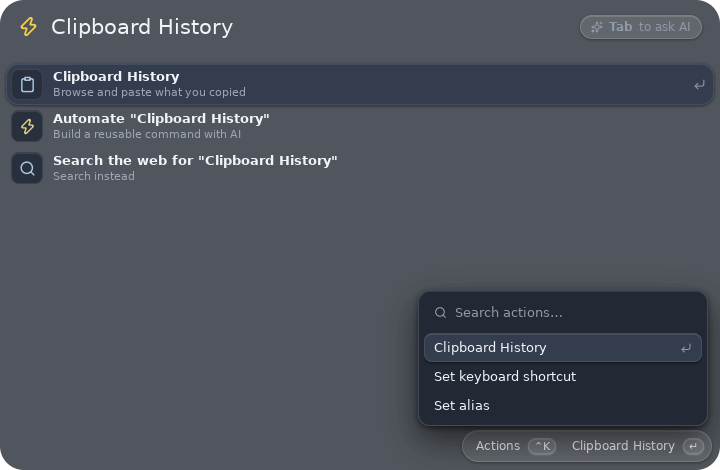 Clipboard History
Tab to ask AI
Clipboard History
Browse and paste what you copied
Automate "Clipboard History"
Build a reusable command with AI
Search the web for "Clipboard History"
Search instead
Search actions...
Clipboard History
Set keyboard shortcut
Set alias
Actions ^K Clipboard History ↵